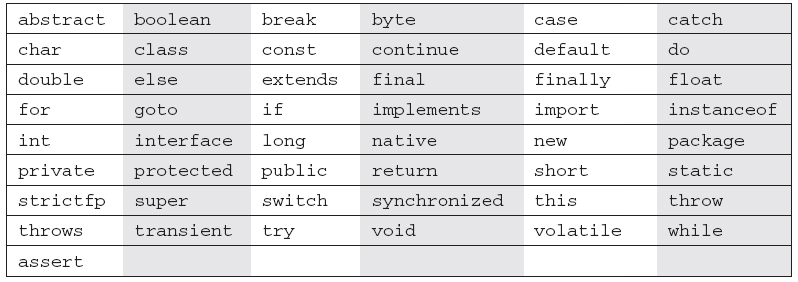 abstract boolean break byte case catch
char class const continue default do
double else extends final finally float
for goto if implements import instanceof
int interface long native new package
private protected public return short static
strictfp super switch synchronized this throw
throws transient try void volatile while
assert